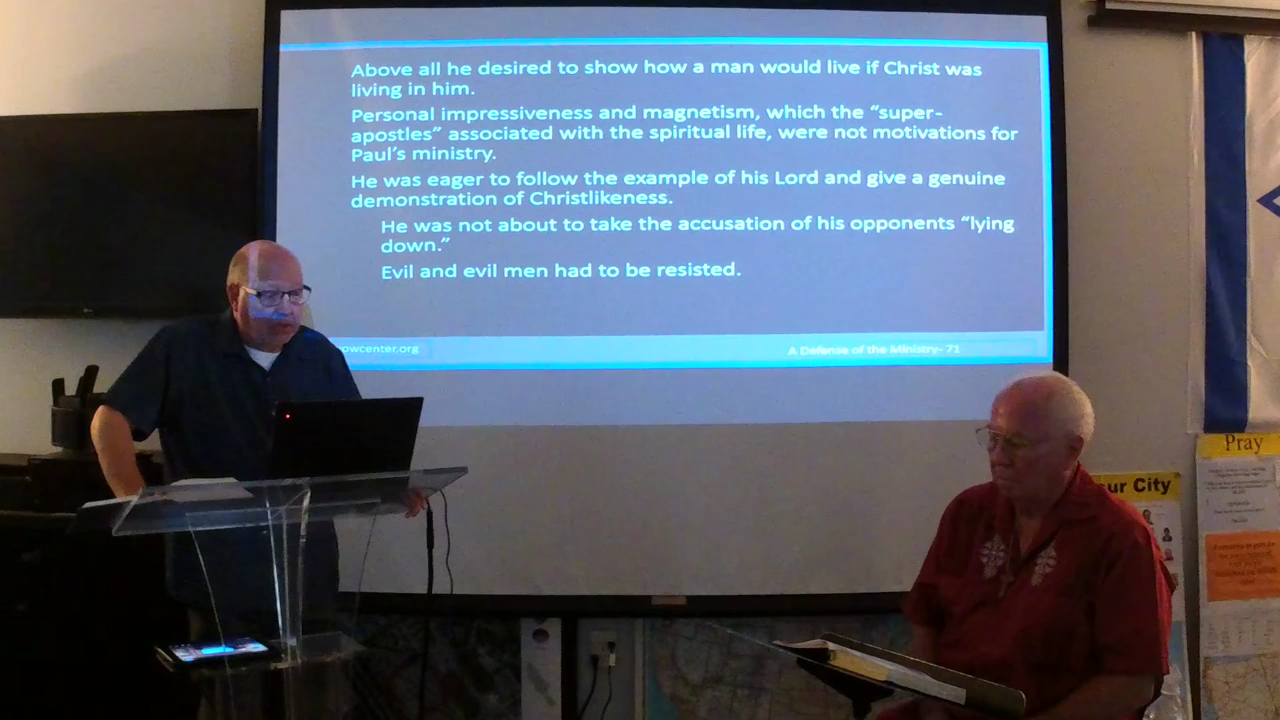 Above all he desired to show how a man would live if Christ was
living in him.
Personal impressiveness and magnetism, which the “super-
apostles” associated with the spiritual life, were not motivations for
Paul’s ministry.
He was eager to follow the example of his Lord and give a genuine
demonstration of Christlikeness.
He was not about to take the accusation of his opponents “lying
down.”
Evil and evil men had to be resisted.
owcenter.org
A Defense of the Ministry- 71
Pray
ur City